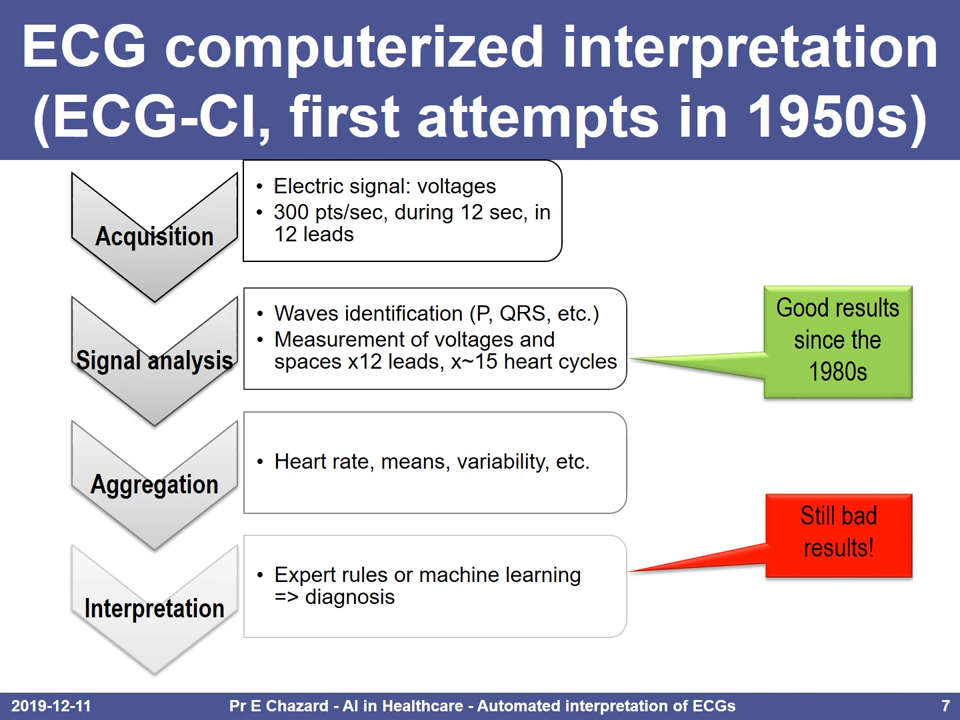 ECG computerized interpretation
(ECG-CI, first attempts in 1950s)
Acquisition
• Electric signal: voltages
• 300 pts/sec, during 12 sec, in
12 leads
Signal analysis
• Waves identification (P, QRS, etc.)
• Measurement of voltages and
spaces x12 leads, x~15 heart cycles
Good results
since the
1980s
Aggregation
• Heart rate, means, variability, etc.
Interpretation
• Expert rules or machine learning
=> diagnosis
Still bad
results!
2019-12-11
Pr E Chazard - AI in Healthcare - Automated interpretation of ECGs
7